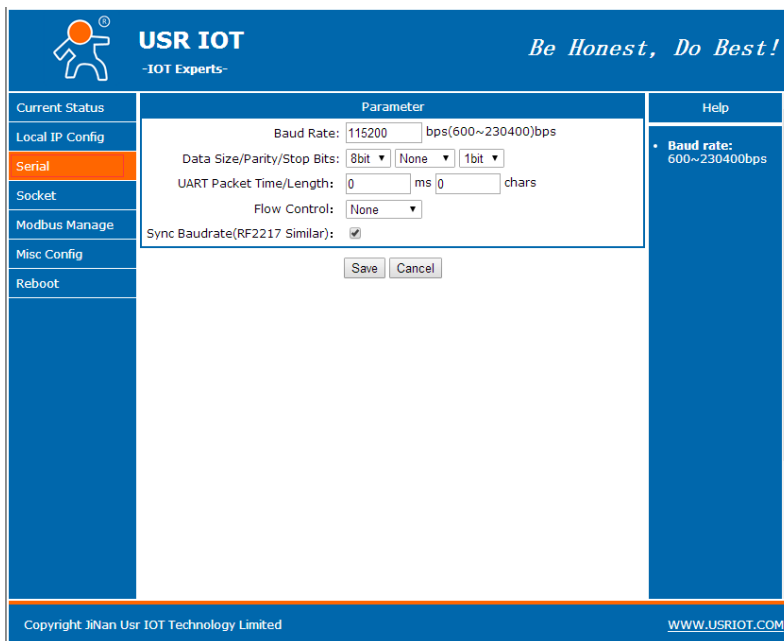 ®
USR IOT
-IOT Experts-
Be Honest, Do Best!
Current Status
Local IP Config
Serial
Socket
Modbus Manage
Misc Config
Reboot
Parameter
Baud Rate: 115200 bps(600~230400)bps
Data Size/Parity/Stop Bits: 8bit None 1bit
UART Packet Time/Length: 0 ms 0 chars
Flow Control: None
Sync Baudrate(RF2217 Similar):
Save Cancel
Help
• Baud rate:
600~230400bps
Copyright JiNan Usr IOT Technology Limited
WWW.USRIOT.COM